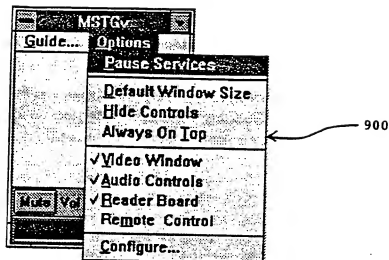 MSTGv
Guide... Options
Pause Services
Default Window Size
Hide Controls
Always On Top
900
✓Video Window
✓Audio Controls
✓Reader Board
Remote Control
Mute Vol
Configure...